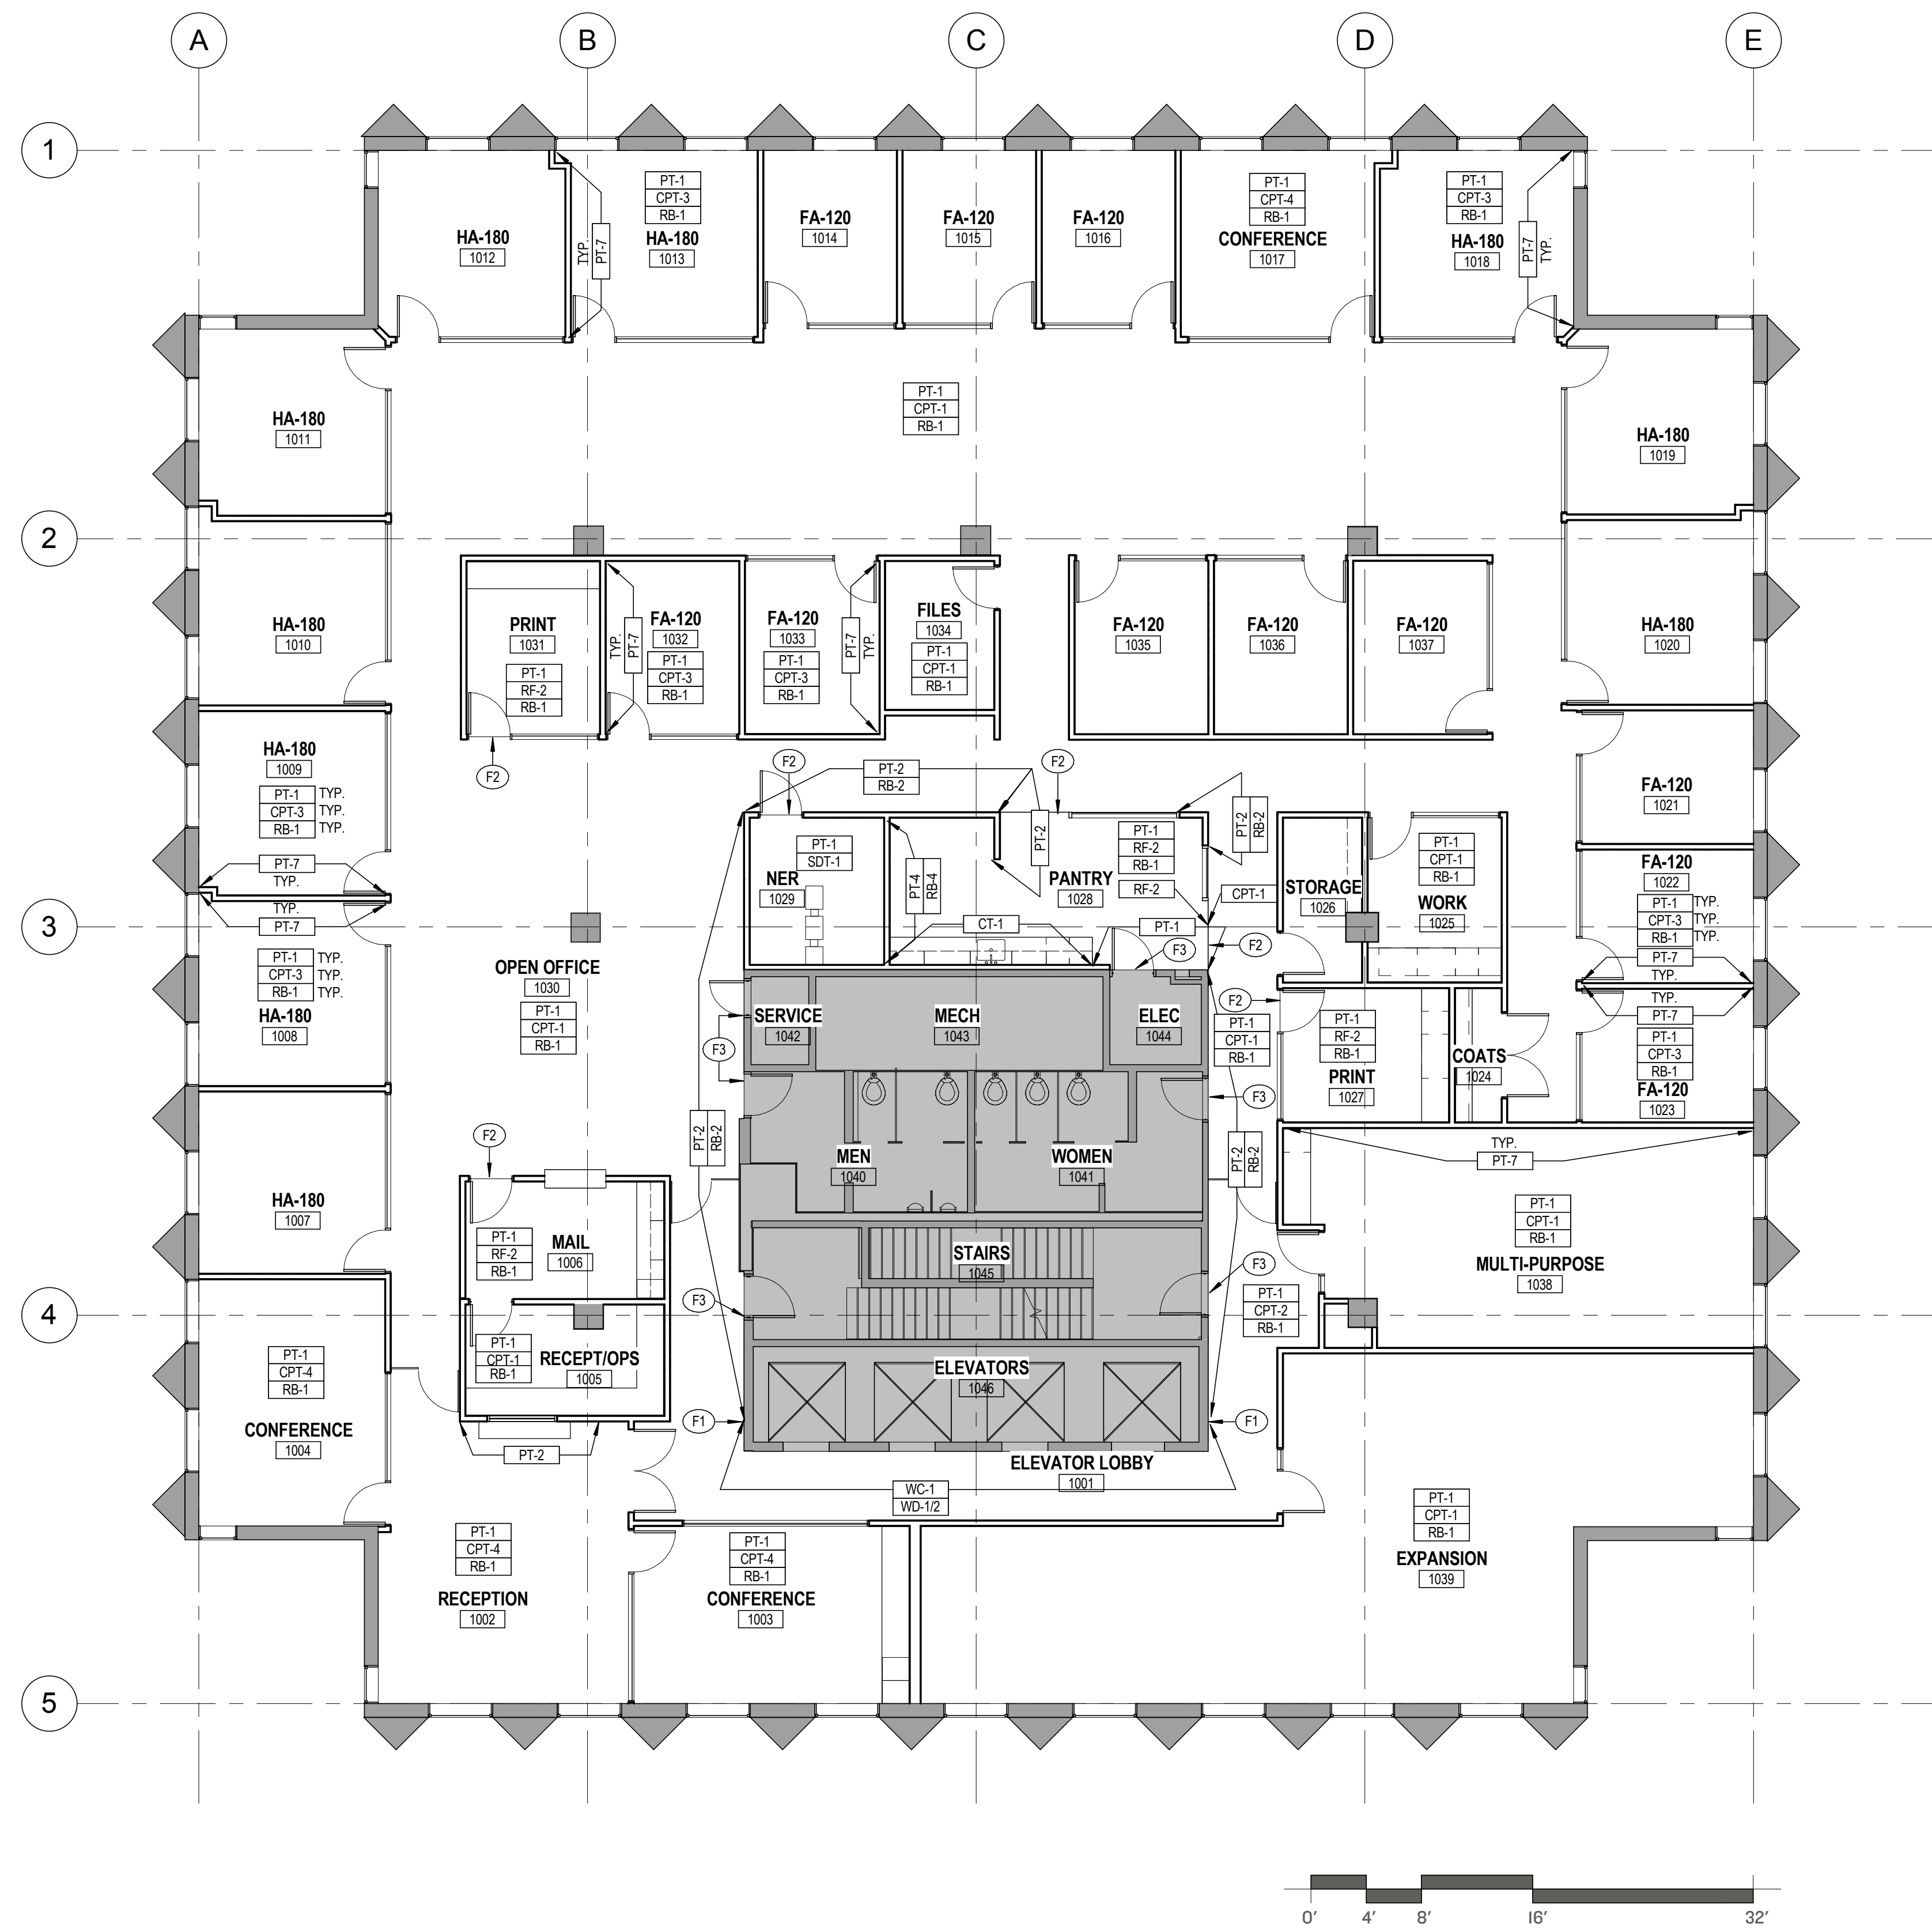 A
B
C
D
E
1
PT-1
CPT-3
RB-1
HA-180
1012
TYP.
PT-7
HA-180
1013
FA-120
1014
FA-120
1015
FA-120
1016
PT-1
CPT-4
RB-1
CONFERENCE
1017
PT-1
CPT-3
RB-1
HA-180
1018
PT-7
TYP.
HA-180
1011
PT-1
CPT-1
RB-1
HA-180
1019
2
HA-180
1010
PRINT
1031
PT-1
RF-2
RB-1
F2
TYP.
PT-7
FA-120
1032
PT-1
CPT-3
RB-1
FA-120
1033
PT-1
CPT-3
RB-1
PT-7
TYP.
FILES
1034
PT-1
CPT-1
RB-1
FA-120
1035
FA-120
1036
FA-120
1037
HA-180
1020
HA-180
1009
PT-1 TYP.
CPT-3 TYP.
RB-1 TYP.
PT-7
TYP.
F2
PT-2
RB-2
F2
PT-2
PT-2
RB-2
FA-120
1021
PT-1
SDT-1
NER
1029
PT-4
RB-4
PT-1
RF-2
RB-1
PANTRY
1028
RF-2
CPT-1
CT-1
PT-1
F3
F2
STORAGE
1026
PT-1
CPT-1
RB-1
WORK
1025
FA-120
1022
PT-1 TYP.
CPT-3 TYP.
RB-1 TYP.
PT-7
TYP.
3
TYP.
PT-7
PT-1 TYP.
CPT-3 TYP.
RB-1 TYP.
HA-180
1008
OPEN OFFICE
1030
PT-1
CPT-1
RB-1
F3
SERVICE
1042
MECH
1043
ELEC
1044
PT-1
CPT-1
RB-1
F2
PT-1
RF-2
RB-1
PRINT
1027
COATS
1024
TYP.
PT-7
PT-1
CPT-3
RB-1
FA-120
1023
F2
PT-2
RB-2
MEN
1040
WOMEN
1041
F3
PT-2
RB-2
TYP.
PT-7
HA-180
1007
PT-1
RF-2
RB-1
MAIL
1006
STAIRS
1045
F3
PT-1
CPT-1
RB-1
MULTI-PURPOSE
1038
4
F3
PT-1
CPT-2
RB-1
PT-1
CPT-4
RB-1
CONFERENCE
1004
PT-1
CPT-1
RB-1
RECEPT/OPS
1005
PT-2
F1
ELEVATORS
1046
F1
ELEVATOR LOBBY
1001
WC-1
WD-1/2
PT-1
CPT-4
RB-1
RECEPTION
1002
PT-1
CPT-4
RB-1
CONFERENCE
1003
PT-1
CPT-1
RB-1
EXPANSION
1039
5
0' 4' 8' 16' 32'